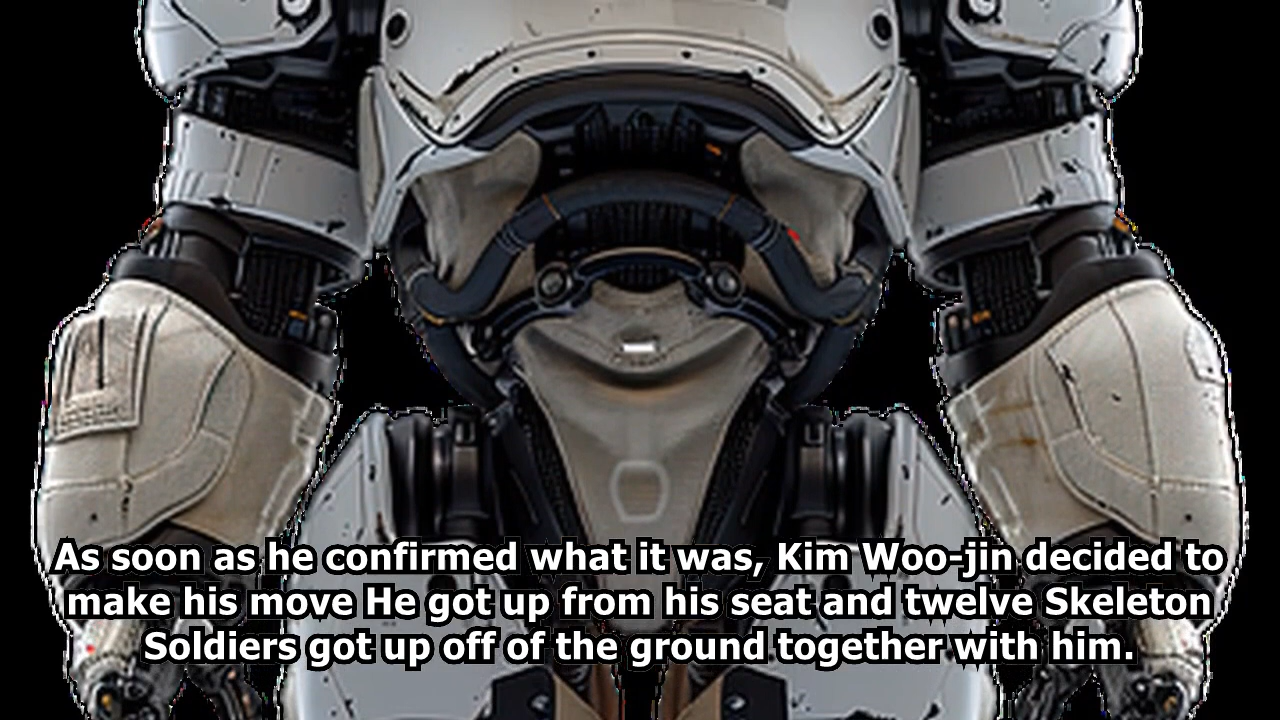 As soon as he confirmed what it was, Kim Woo-jin decided to
make his move He got up from his seat and twelve Skeleton
Soldiers got up off of the ground together with him.